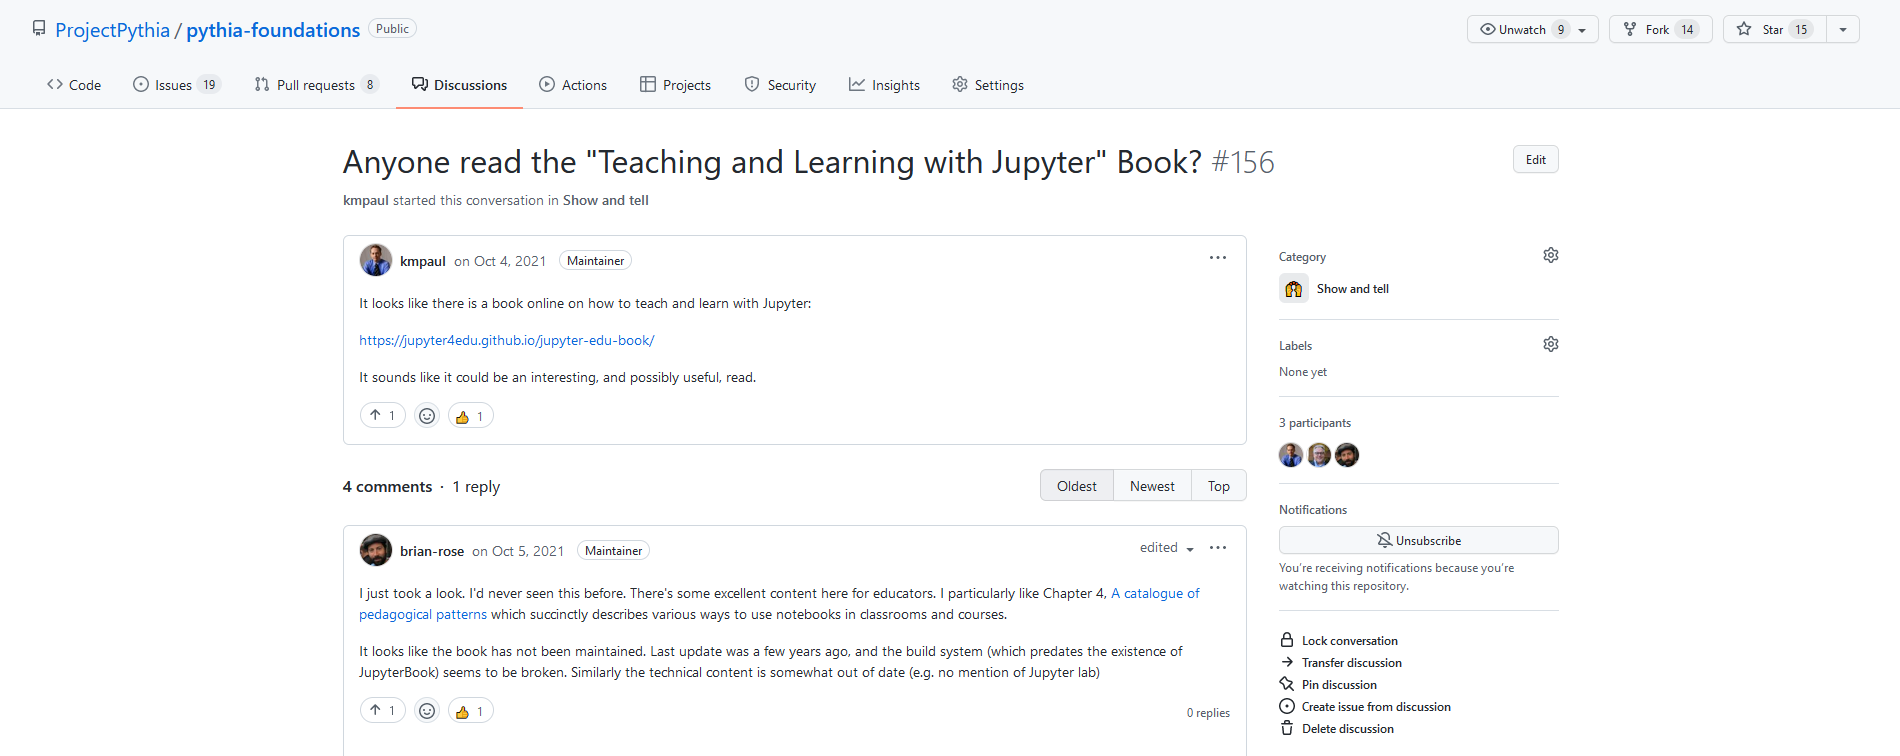 ProjectPythia / pythia-foundations Public
Unwatch 9 Fork 14 Star 15
Code Issues 19 Pull requests 8 Discussions Actions Projects Security Insights Settings
Anyone read the "Teaching and Learning with Jupyter" Book? #156
Edit
kmpaul started this conversation in Show and tell
kmpaul on Oct 4, 2021 Maintainer
It looks like there is a book online on how to teach and learn with Jupyter:
https://jupyter4edu.github.io/jupyter-edu-book/
It sounds like it could be an interesting, and possibly useful, read.
1 1
4 comments · 1 reply
Oldest Newest Top
brian-rose on Oct 5, 2021 Maintainer edited
I just took a look. I'd never seen this before. There's some excellent content here for educators. I particularly like Chapter 4, A catalogue of
pedagogical patterns which succinctly describes various ways to use notebooks in classrooms and courses.
It looks like the book has not been maintained. Last update was a few years ago, and the build system (which predates the existence of
JupyterBook) seems to be broken. Similarly the technical content is somewhat out of date (e.g. no mention of Jupyter lab)
1 1
0 replies
Category
Show and tell
Labels
None yet
3 participants
Notifications
Unsubscribe
You're receiving notifications because you're
watching this repository.
Lock conversation
Transfer discussion
Pin discussion
Create issue from discussion
Delete discussion